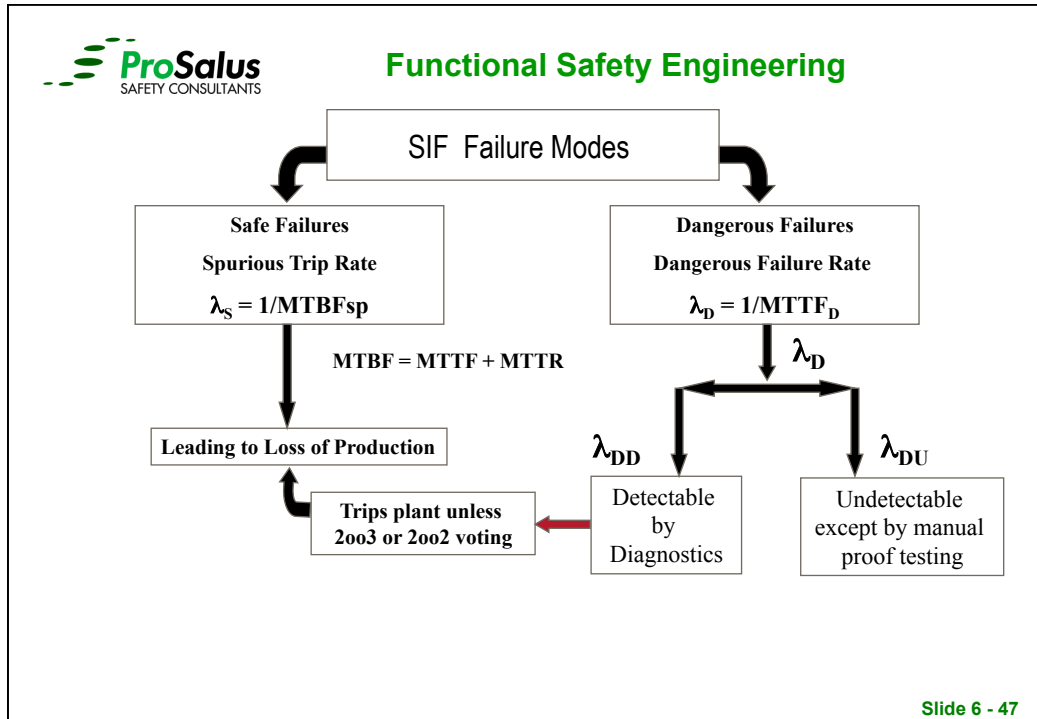 ProSalus
SAFETY CONSULTANTS
Functional Safety Engineering
SIF Failure Modes
Safe Failures
Spurious Trip Rate
λS = 1/MTBFsp
Dangerous Failures
Dangerous Failure Rate
λD = 1/MTTFD
MTBF = MTTF + MTTR
λD
Leading to Loss of Production
λDD
λDU
Trips plant unless
2oo3 or 2oo2 voting
Detectable
by
Diagnostics
Undetectable
except by manual
proof testing
Slide 6 - 47